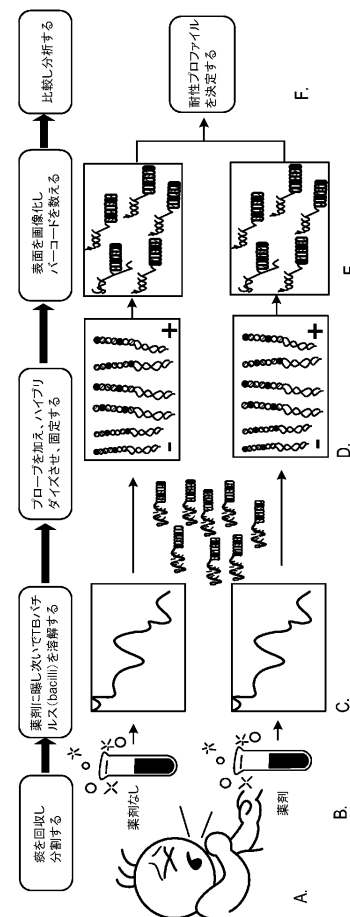 痰を回収し
分割する
薬剤に曝し次いでTBバチ
ルス(bacilli)を溶解する
プローブを加え、ハイブリ
ダイズさせ、固定する
表面を画像化し
バーコードを数える
比較し分析する
薬剤なし
薬剤
- +
- +
耐性プロファイル
を決定する
A.
B.
C.
D.
E.
F.